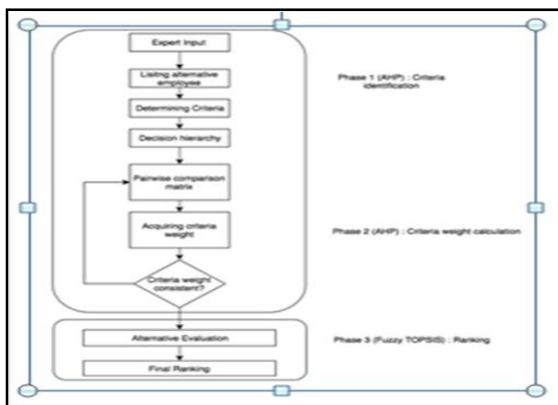 Expert Input
Listing alternative
employee
Phase 1 (AHP) : Criteria
identification
Determining Criteria
Decision hierarchy
Pairwise comparison
matrix
Acquiring criteria
weight
Phase 2 (AHP) : Criteria weight calculation
Criteria weight
consistent?
Alternative Evaluation
Phase 3 (Fuzzy TOPSIS) : Ranking
Final Ranking